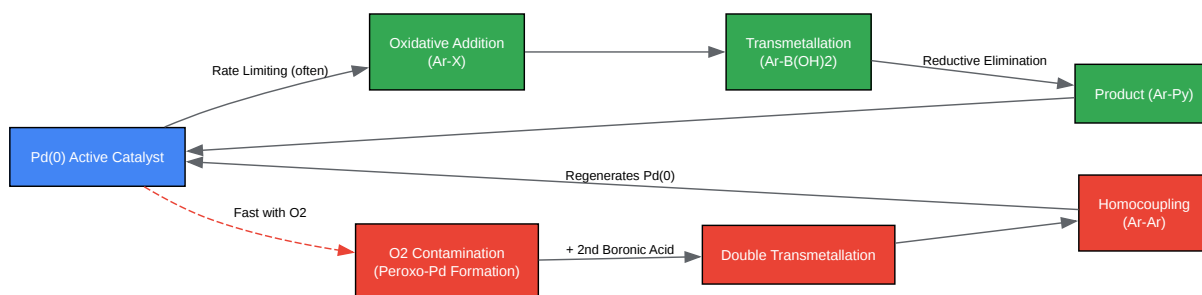 Oxidative Addition
(Ar-X)
Transmetallation
(Ar-B(OH)2)
Reductive Elimination
Rate Limiting (often)
Product (Ar-Py)
Pd(0) Active Catalyst
Regenerates Pd(0)
Fast with O2
Homocoupling
(Ar-Ar)
O2 Contamination
(Peroxo-Pd Formation)
+ 2nd Boronic Acid
Double Transmetallation